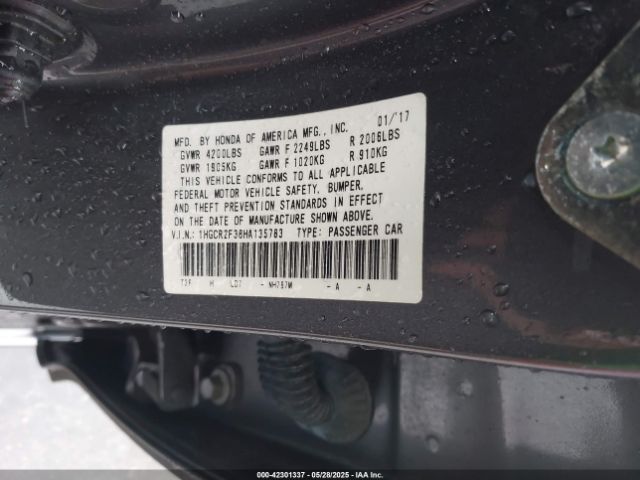 01/'17
MFD. BY HONDA OF AMERICA MFG., INC.
GVWR 4200LBS GAWR F 2249LBS R 2006LBS
GVWR 1905KG GAWR F 1020KG R 910KG
THIS VEHICLE CONFORMS TO ALL APPLICABLE
FEDERAL MOTOR VEHICLE SAFETY, BUMPER,
AND THEFT PREVENTION STANDARDS IN EFFECT
ON THE DATE OF MANUFACTURE SHOWN ABOVE.
V.I.N.: 1HGCR2F38HA135783 TYPE: PASSENGER CAR
T2F H LD7 - NH797M - A - A
000-42301337 - 05/28/2025 - IAA Inc.